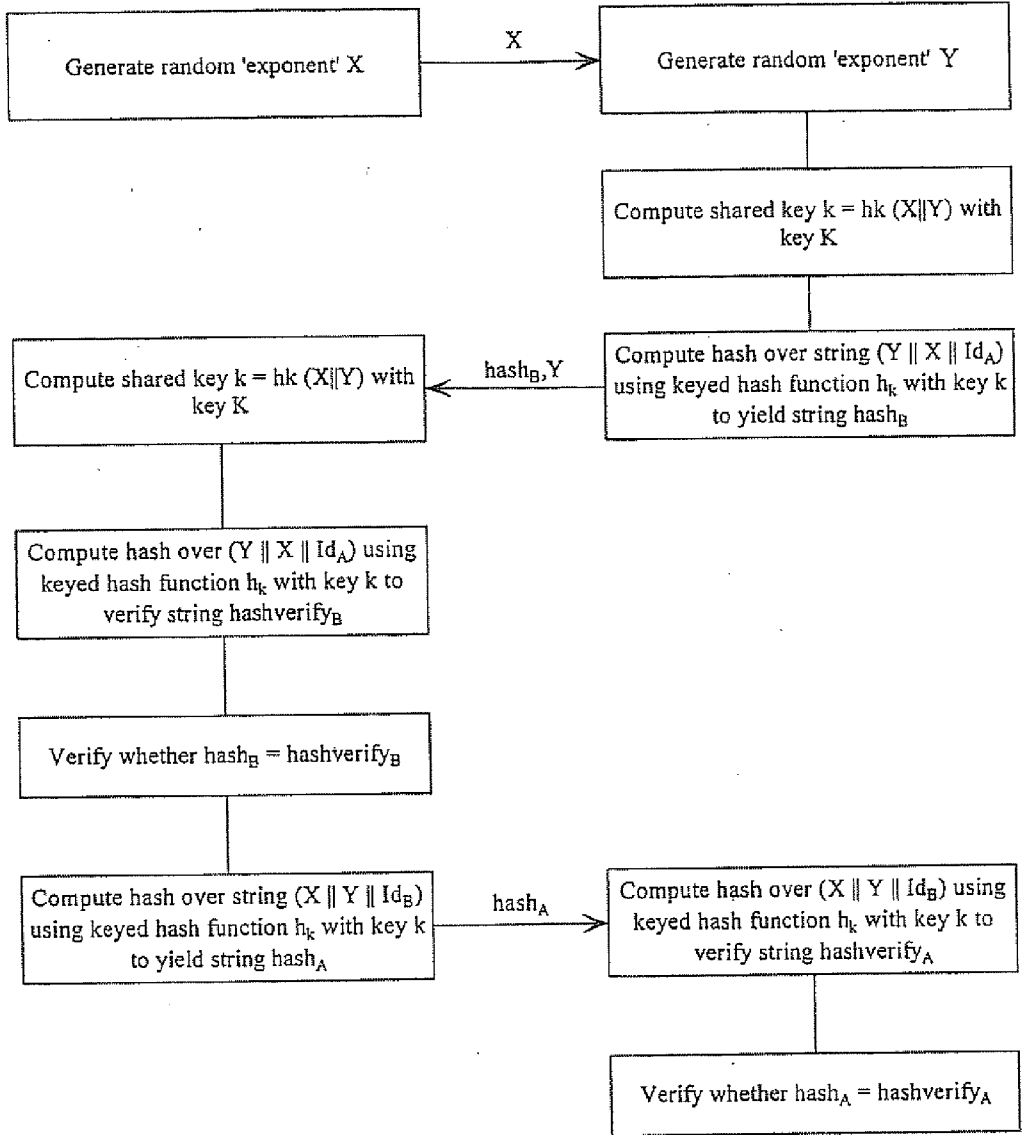 Generate random 'exponent' X
X
Generate random 'exponent' Y
Compute shared key k = hk (X||Y) with
key K
Compute hash over string (Y || X || Id_A)
using keyed hash function h_k with key k
to yield string hash_B
hash_B,Y
Compute shared key k = hk (X||Y) with
key K
Compute hash over (Y || X || Id_A) using
keyed hash function h_k with key k to
verify string hashverify_B
Verify whether hash_B = hashverify_B
Compute hash over string (X || Y || Id_B)
using keyed hash function h_k with key k
to yield string hash_A
hash_A
Compute hash over (X || Y || Id_B) using
keyed hash function h_k with key k to
verify string hashverify_A
Verify whether hash_A = hashverify_A